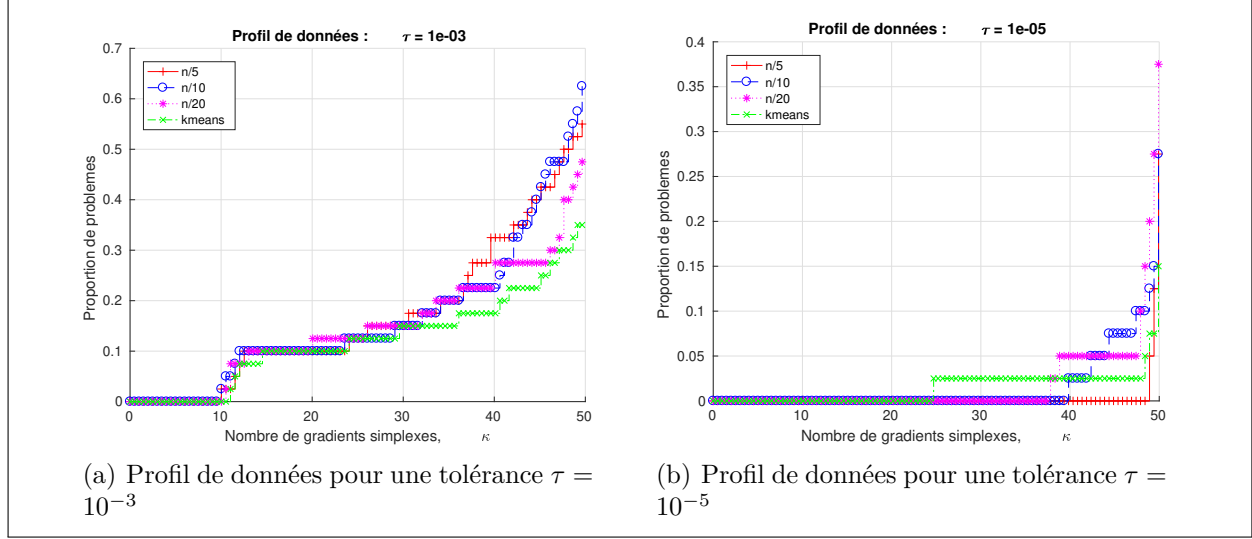 Profil de données : τ = 1e-03
0.7
0.6
0.5
0.4
0.3
0.2
0.1
0
Proportion de problemes
n/5
n/10
n/20
kmeans
0 10 20 30 40 50
Nombre de gradients simplexes, κ
(a) Profil de données pour une tolérance τ =
10⁻³
Profil de données : τ = 1e-05
0.4
0.35
0.3
0.25
0.2
0.15
0.1
0.05
0
Proportion de problemes
n/5
n/10
n/20
kmeans
0 10 20 30 40 50
Nombre de gradients simplexes, κ
(b) Profil de données pour une tolérance τ =
10⁻⁵